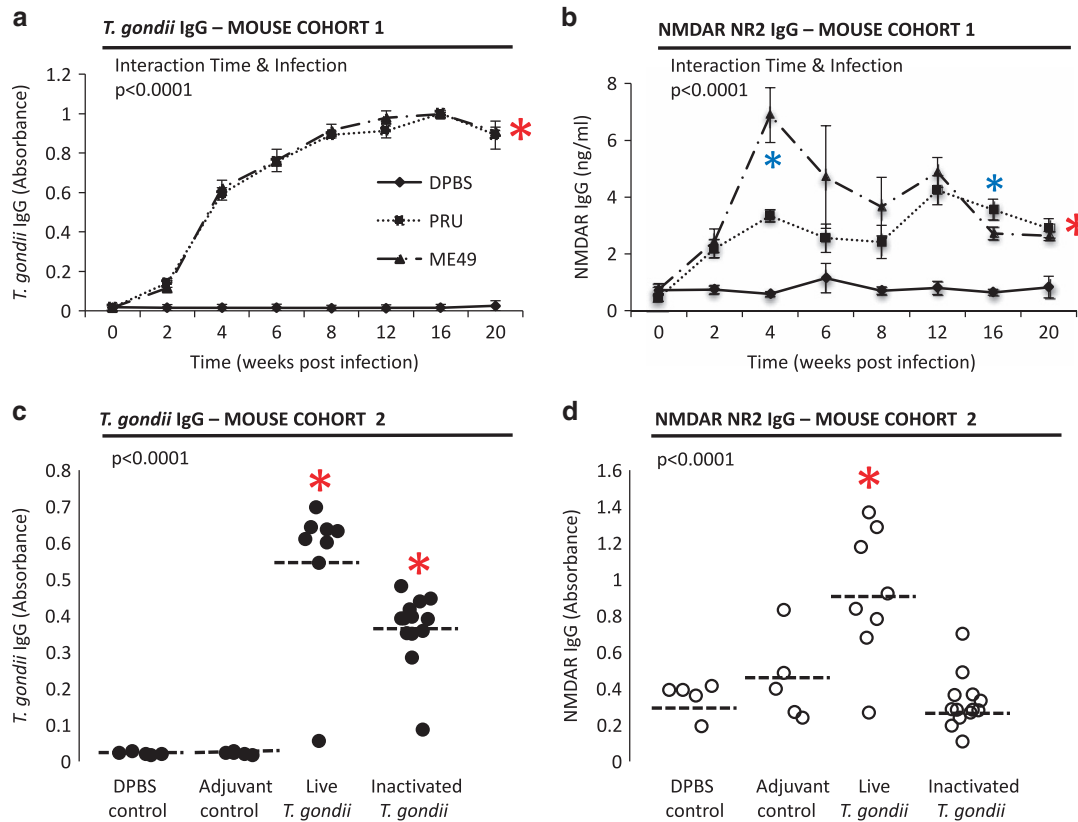 a
T. gondii IgG – MOUSE COHORT 1
Interaction Time & Infection
p<0.0001
T. gondii IgG (Absorbance)
1.2
1
0.8
0.6
0.4
0.2
0
DPBS
PRU
ME49
*
0 2 4 6 8 12 16 20
Time (weeks post infection)
b
NMDAR NR2 IgG – MOUSE COHORT 1
Interaction Time & Infection
p<0.0001
NMDAR IgG (ng/ml)
8
6
4
2
0
*
*
*
0 2 4 6 8 12 16 20
Time (weeks post infection)
c
T. gondii IgG – MOUSE COHORT 2
p<0.0001
T. gondii IgG (Absorbance)
0.8
0.7
0.6
0.5
0.4
0.3
0.2
0.1
0
*
*
DPBS control
Adjuvant control
Live T. gondii
Inactivated T. gondii
d
NMDAR NR2 IgG – MOUSE COHORT 2
p<0.0001
NMDAR IgG (Absorbance)
1.6
1.4
1.2
1
0.8
0.6
0.4
0.2
0
*
DPBS control
Adjuvant control
Live T. gondii
Inactivated T. gondii